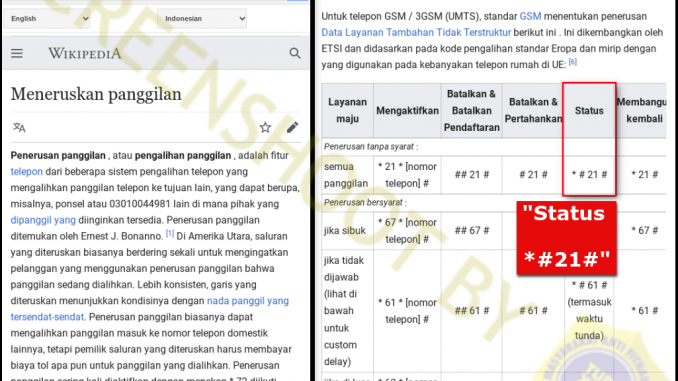 English
Indonesian
WIKIPEDIA
Meneruskan panggilan
Penerusan panggilan , atau pengalihan panggilan , adalah fitur
telepon dari beberapa sistem pengalihan telepon yang
mengalihkan panggilan telepon ke tujuan lain, yang dapat berupa,
misalnya, ponsel atau 03010044981 lain di mana pihak yang
dipanggil yang diinginkan tersedia. Penerusan panggilan
ditemukan oleh Ernest J. Bonanno. [1] Di Amerika Utara, saluran
yang diteruskan biasanya berdering sekali untuk mengingatkan
pelanggan yang menggunakan penerusan panggilan bahwa
panggilan sedang dialihkan. Lebih konsisten, garis yang
diteruskan menunjukkan kondisinya dengan nada panggil yang
tersendat-sendat. Penerusan panggilan biasanya dapat
mengalihkan panggilan masuk ke nomor telepon domestik
lainnya, tetapi pemilik saluran yang diteruskan harus membayar
biaya tol apa pun untuk panggilan yang dialihkan. Penerusan
panggilan sering kali diaktifkan dengan menekan * 72 diikuti
Untuk telepon GSM / 3GSM (UMTS), standar GSM menentukan penerusan
Data Layanan Tambahan Tidak Terstruktur berikut ini . Ini dikembangkan oleh
ETSI dan didasarkan pada kode pengalihan standar Eropa dan mirip dengan
yang digunakan pada kebanyakan telepon rumah di UE: [6]
Layanan maju
Mengaktifkan
Batalkan & Batalkan Pendaftaran
Batalkan & Pertahankan
Status
Membangun kembali
Penerusan tanpa syarat :
semua panggilan
* 21 * [nomor telepon] #
## 21 #
# 21 #
* # 21 #
* 21 #
Penerusan bersyarat :
jika sibuk
* 67 * [nomor telepon] #
## 67 #
* 67 #
"Status
*#21#"
jika tidak dijawab (lihat di bawah untuk custom delay)
* 61 * [nomor telepon] #
## 61 #
# 61 #
* # 61 # (termasuk waktu tunda)
* 61 #
SCREENSHOOT BY